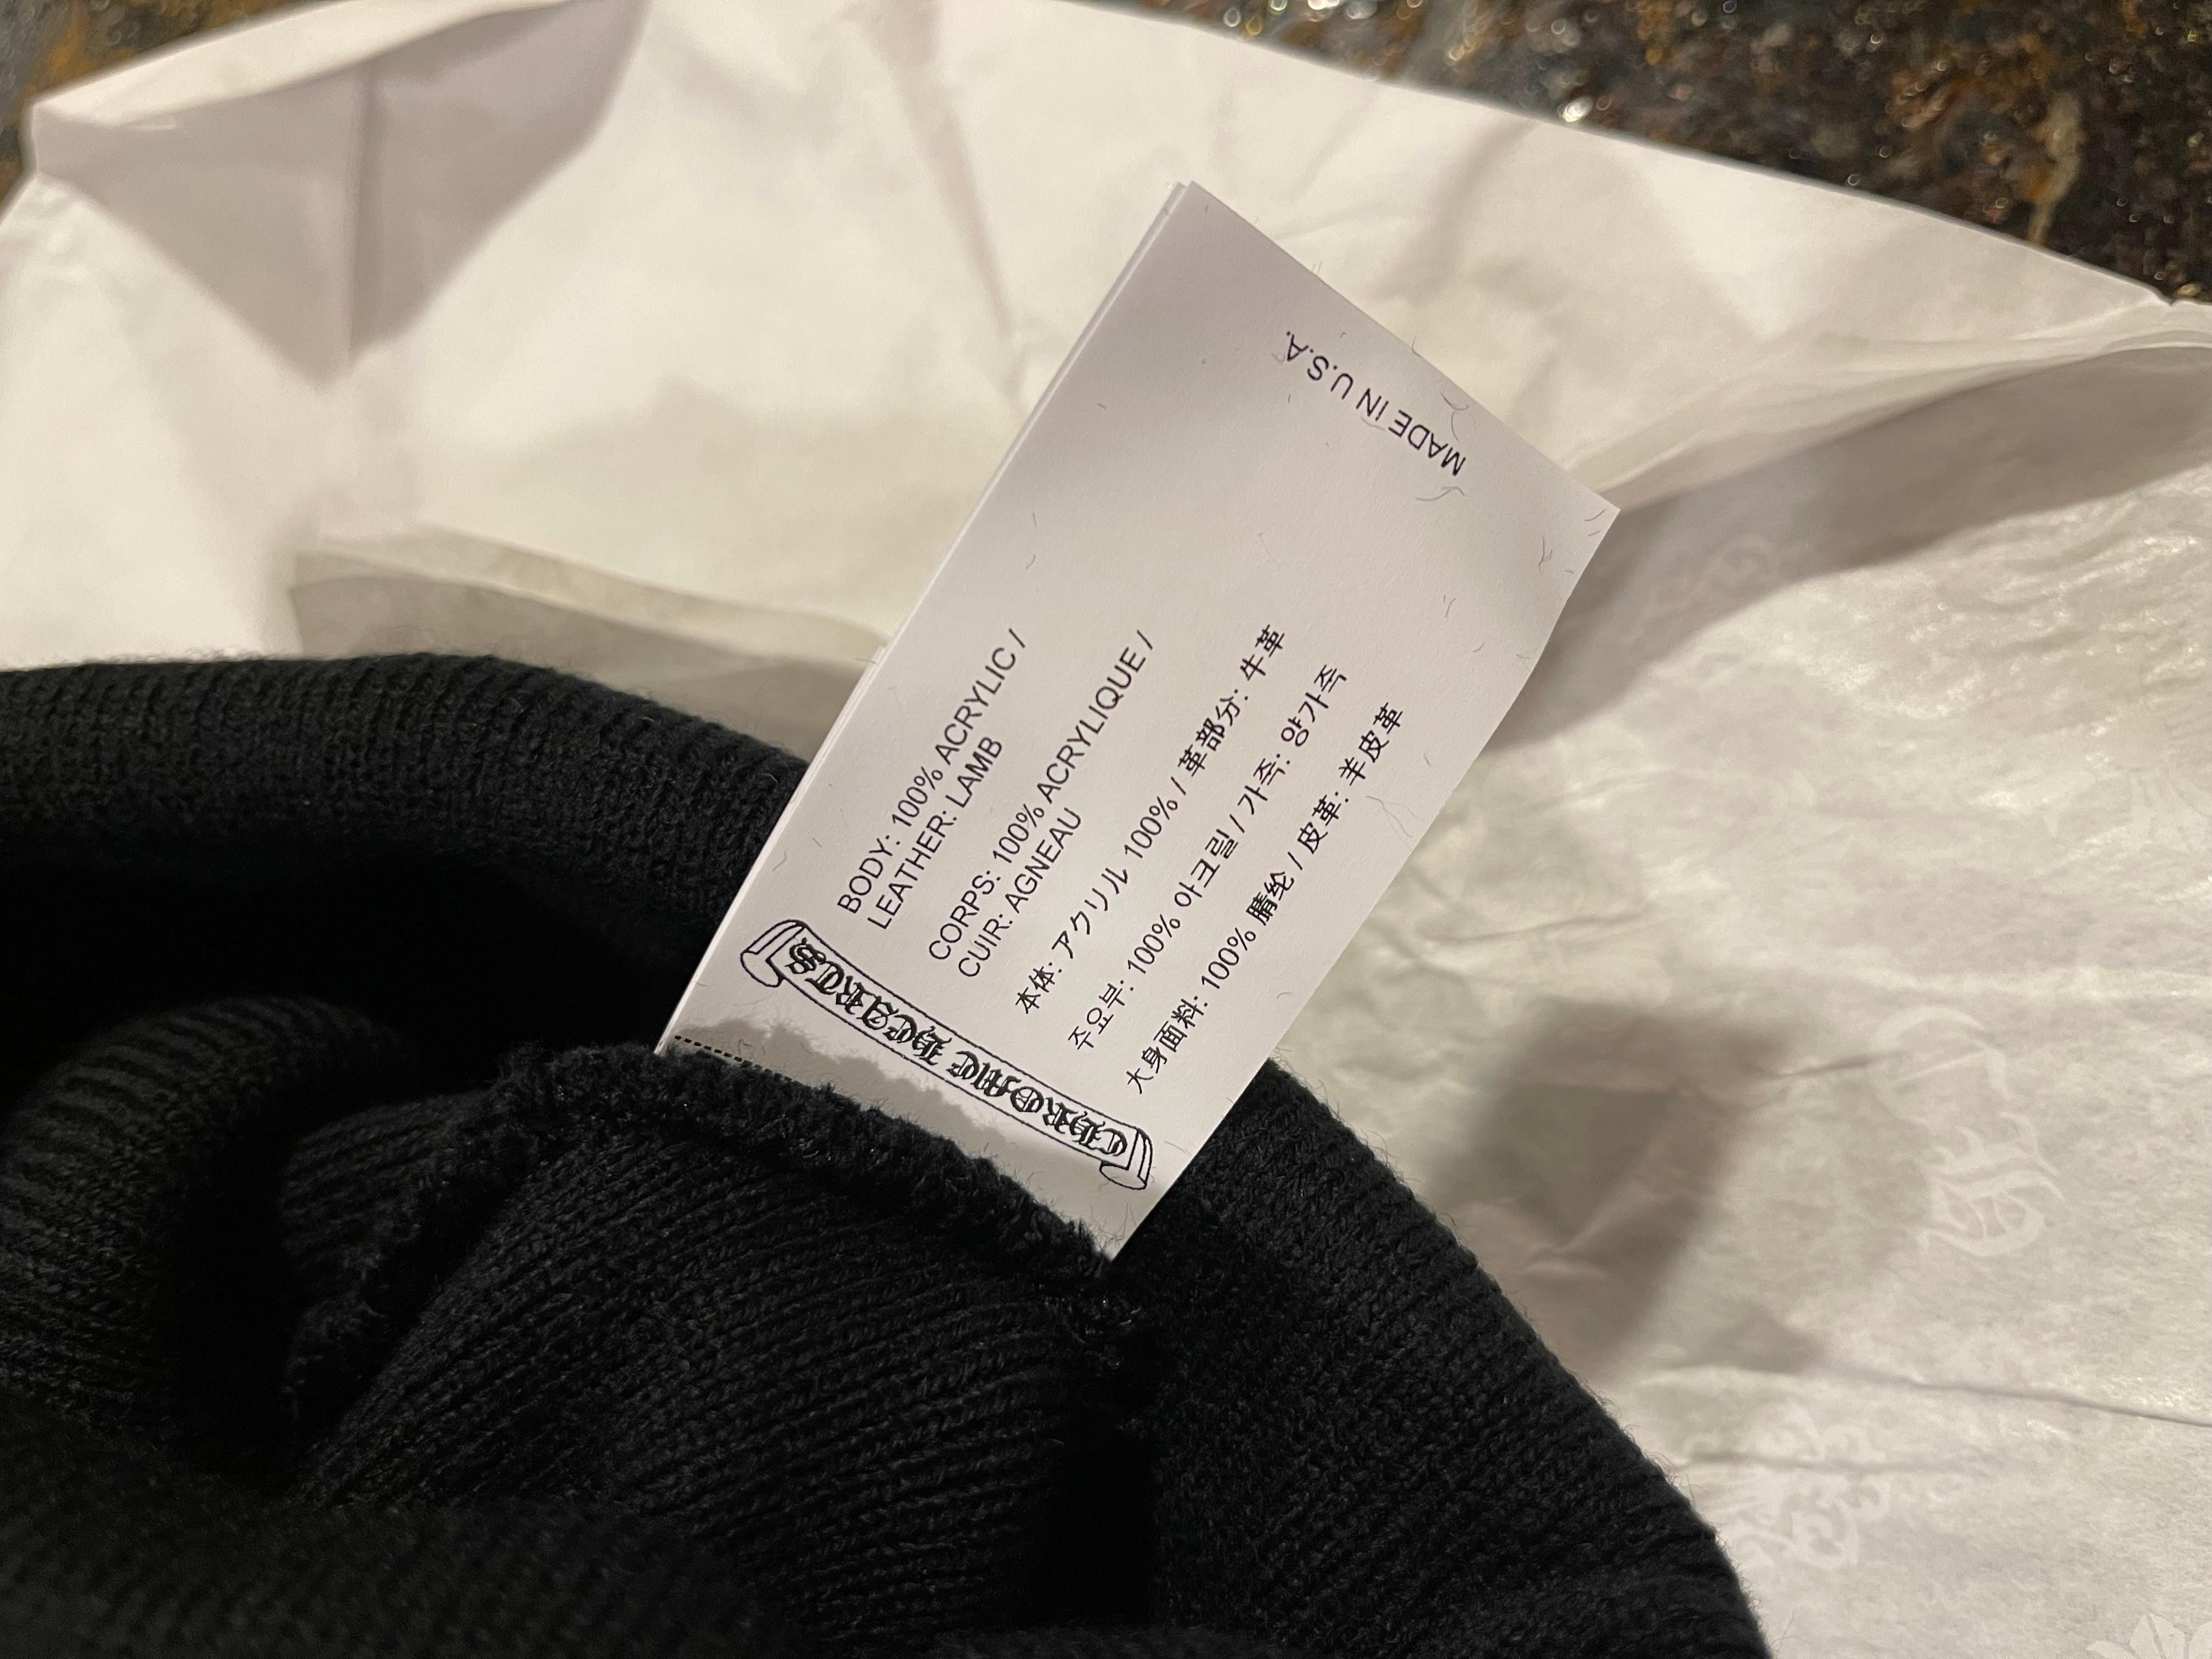 CHROME HEARTS
BODY: 100% ACRYLIC /
LEATHER: LAMB
CORPS: 100% ACRYLIQUE /
CUIR: AGNEAU
本体: アクリル 100% / 革部分: 牛革
주요부: 100% 아크릴 / 가죽: 양가죽
大身面料: 100% 腈纶 / 皮革: 羊皮革
MADE IN U.S.A.